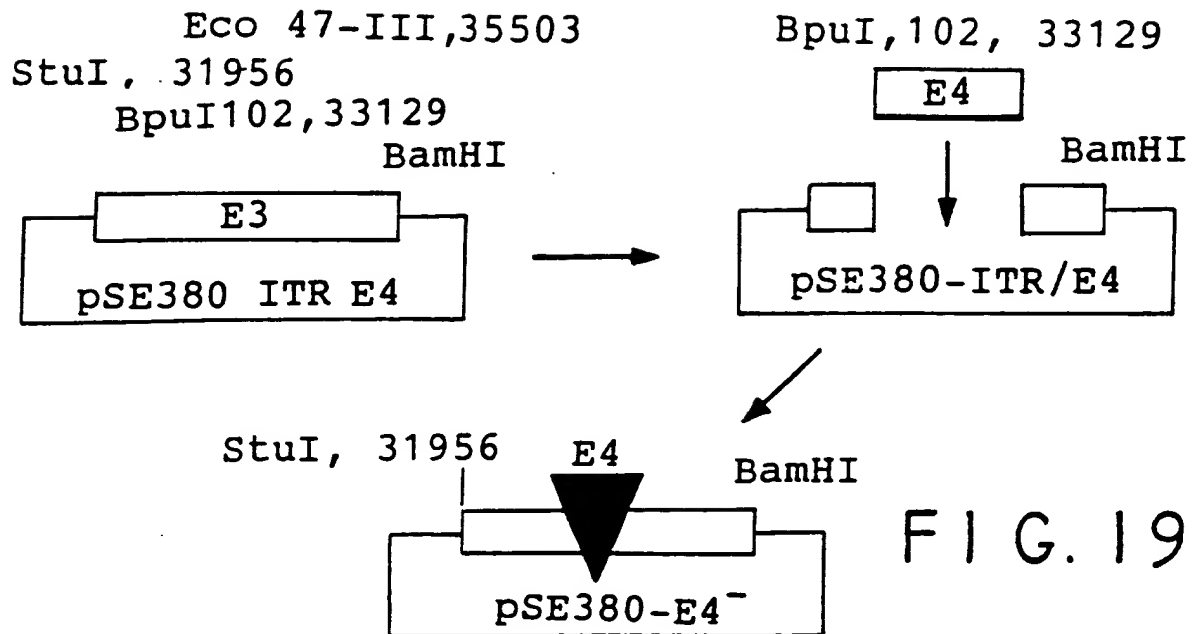 Eco 47-III,35503
StuI, 31956
BpuI102,33129
BamHI
E3
pSE380 ITR E4
BpuI,102, 33129
E4
BamHI
pSE380-ITR/E4
StuI, 31956
E4
BamHI
pSE380-E4⁻
FIG. 19